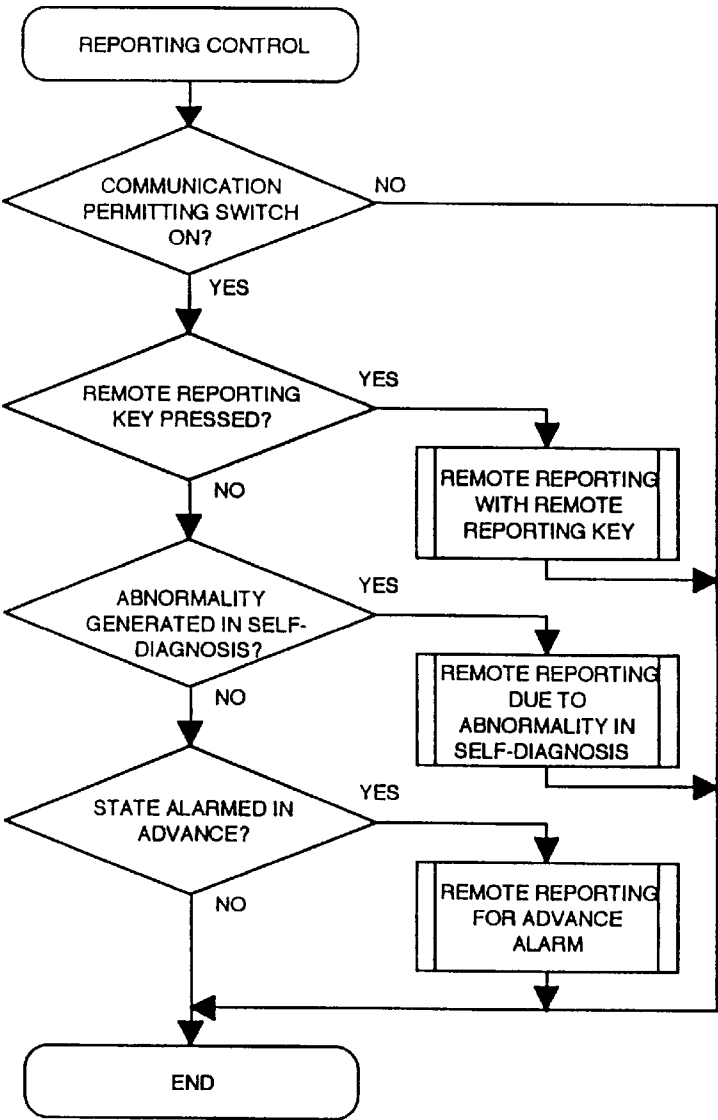 REPORTING CONTROL
COMMUNICATION
PERMITTING SWITCH
ON?
NO
YES
REMOTE REPORTING
KEY PRESSED?
YES
NO
REMOTE REPORTING
WITH REMOTE
REPORTING KEY
ABNORMALITY
GENERATED IN SELF-
DIAGNOSIS?
YES
NO
REMOTE REPORTING
DUE TO
ABNORMALITY IN
SELF-DIAGNOSIS
STATE ALARMED IN
ADVANCE?
YES
NO
REMOTE REPORTING
FOR ADVANCE
ALARM
END